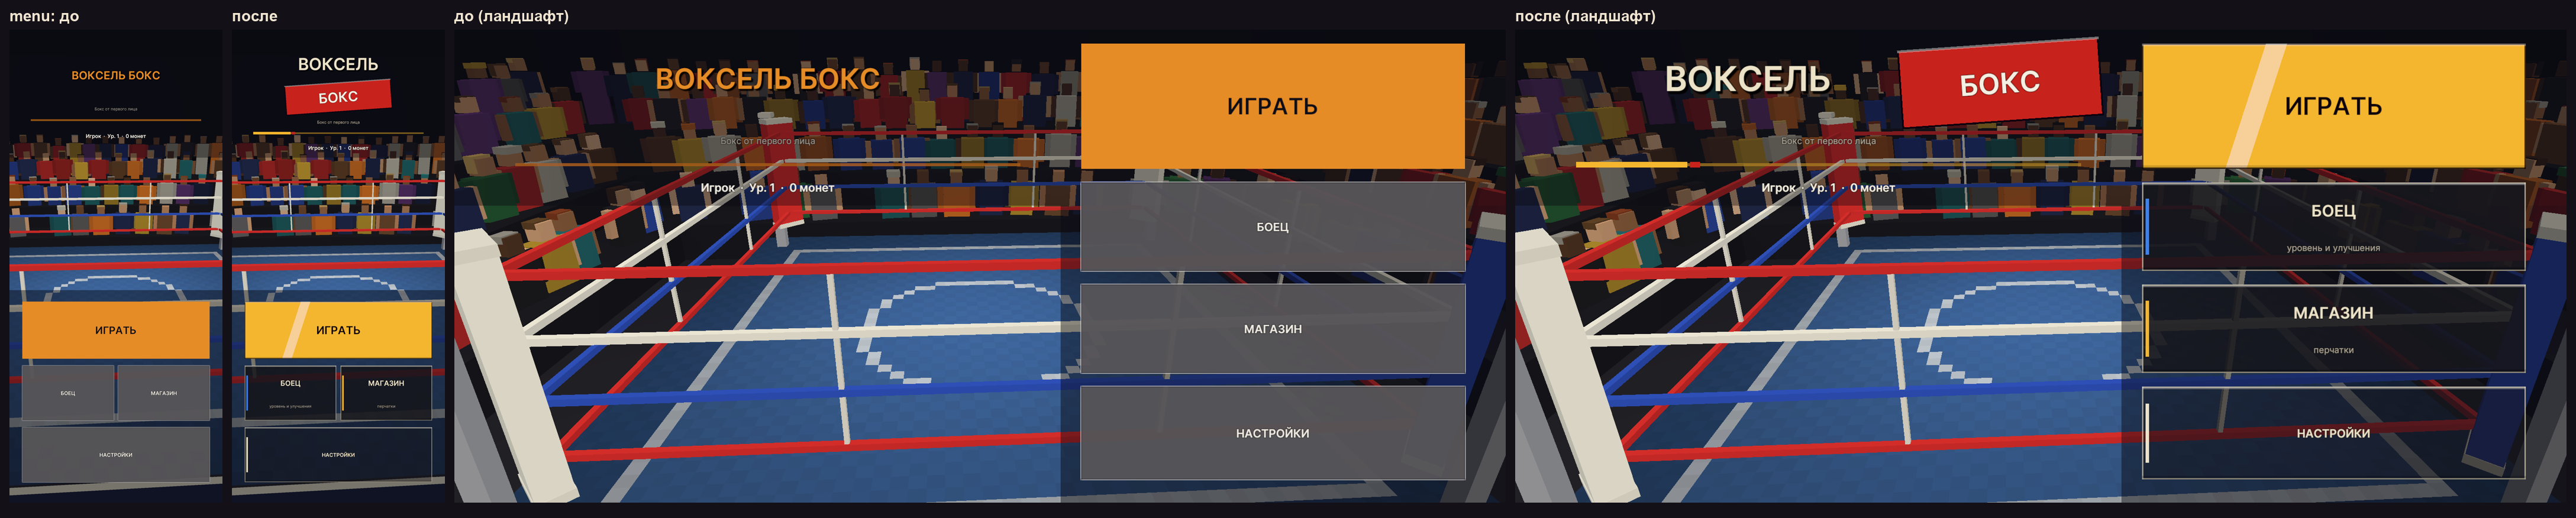 menu: до
ВОКСЕЛЬ БОКС
Бокс от первого лица
Игрок · Ур. 1 · 0 монет
ИГРАТЬ
БОЕЦ
МАГАЗИН
НАСТРОЙКИ
после
ВОКСЕЛЬ
БОКС
Бокс от первого лица
Игрок · Ур. 1 · 0 монет
ИГРАТЬ
БОЕЦ
уровень и улучшения
МАГАЗИН
перчатки
НАСТРОЙКИ
до (ландшафт)
ВОКСЕЛЬ БОКС
Бокс от первого лица
Игрок · Ур. 1 · 0 монет
ИГРАТЬ
БОЕЦ
МАГАЗИН
НАСТРОЙКИ
после (ландшафт)
ВОКСЕЛЬ
БОКС
Бокс от первого лица
Игрок · Ур. 1 · 0 монет
ИГРАТЬ
БОЕЦ
уровень и улучшения
МАГАЗИН
перчатки
НАСТРОЙКИ